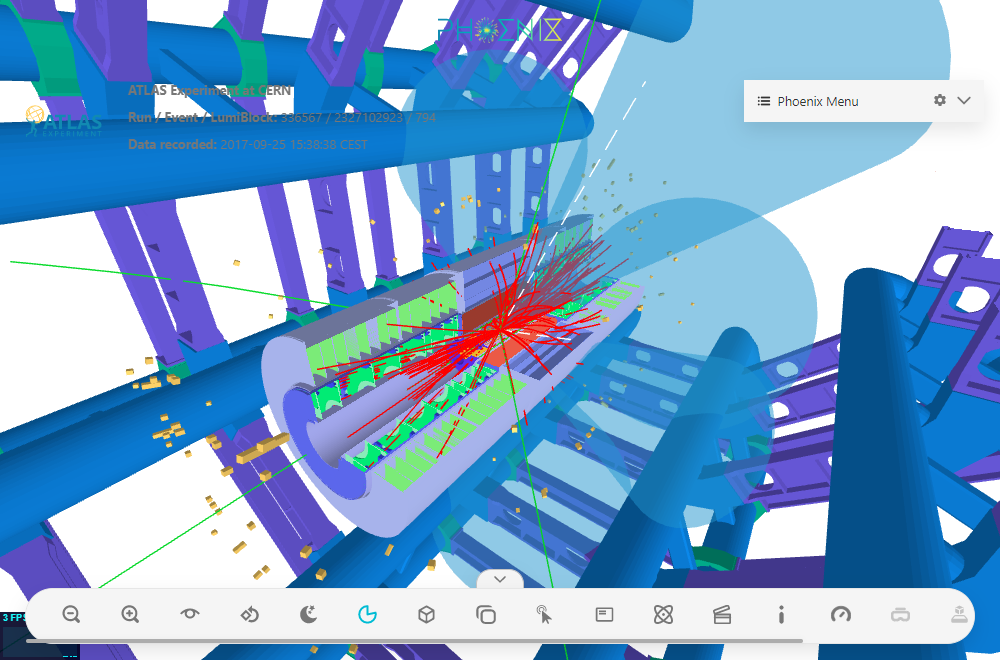 PHOENIX
ATLAS Experiment at CERN
ATLAS
EXPERIMENT
Run / Event / LumiBlock: 336567 / 2327102923 / 794
Data recorded: 2017-09-25 15:38:38 CEST
Phoenix Menu
3 FPS